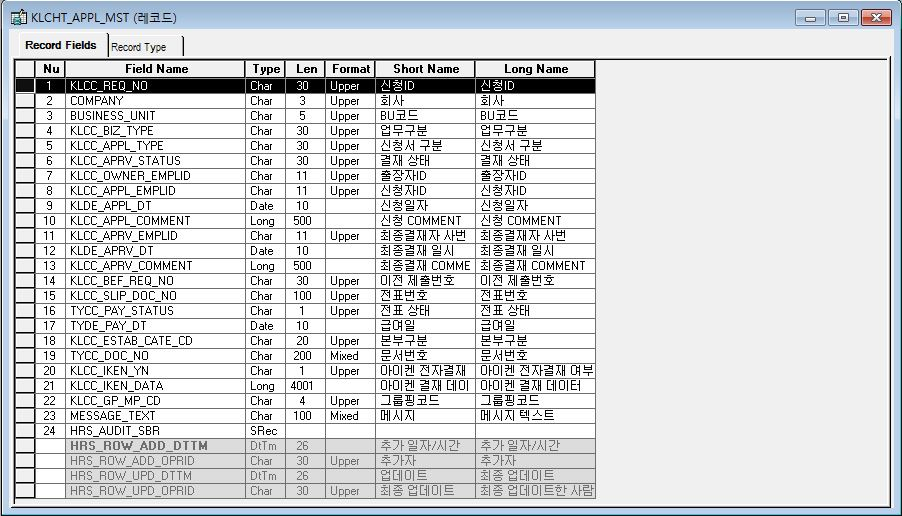 KLCHT_APPL_MST (레코드)
Record Fields Record Type
Nu Field Name Type Len Format Short Name Long Name
1 KLCC_REQ_NO Char 30 Upper 신청ID 신청ID
2 COMPANY Char 3 Upper 회사 회사
3 BUSINESS_UNIT Char 5 Upper BU코드 BU코드
4 KLCC_BIZ_TYPE Char 30 Upper 업무구분 업무구분
5 KLCC_APPL_TYPE Char 30 Upper 신청서 구분 신청서 구분
6 KLCC_APRV_STATUS Char 30 Upper 결재 상태 결재 상태
7 KLCC_OWNER_EMPLID Char 11 Upper 출장자ID 출장자ID
8 KLCC_APPL_EMPLID Char 11 Upper 신청자ID 신청자ID
9 KLDE_APPL_DT Date 10 신청일자 신청일자
10 KLCC_APPL_COMMENT Long 500 신청 COMMENT 신청 COMMENT
11 KLCC_APRV_EMPLID Char 11 Upper 최종결재자 사번 최종결재자 사번
12 KLDE_APRV_DT Date 10 최종결재 일시 최종결재 일시
13 KLCC_APRV_COMMENT Long 500 최종결재 COMME 최종결재 COMMENT
14 KLCC_BEF_REQ_NO Char 30 Upper 이전 제출번호 이전 제출번호
15 KLCC_SLIP_DOC_NO Char 100 Upper 전표번호 전표번호
16 TYCC_PAY_STATUS Char 1 Upper 전표 상태 전표 상태
17 TYDE_PAY_DT Date 10 급여일 급여일
18 KLCC_ESTAB_CATE_CD Char 20 Upper 본부구분 본부구분
19 TYCC_DOC_NO Char 200 Mixed 문서번호 문서번호
20 KLCC_IKEN_YN Char 1 Upper 아이켄 전자결재 아이켄 전자결재 여부
21 KLCC_IKEN_DATA Long 4001 아이켄 결재 데이 아이켄 결재 데이터
22 KLCC_GP_MP_CD Char 4 Upper 그룹핑코드 그룹핑코드
23 MESSAGE_TEXT Char 100 Mixed 메시지 메시지 텍스트
24 HRS_AUDIT_SBR SRec
HRS_ROW_ADD_DTTM DtTm 26 추가 일자/시간 추가 일자/시간
HRS_ROW_ADD_OPRID Char 30 Upper 추가자 추가자
HRS_ROW_UPD_DTTM DtTm 26 업데이트 최종 업데이트
HRS_ROW_UPD_OPRID Char 30 Upper 최종 업데이트 최종 업데이트한 사람